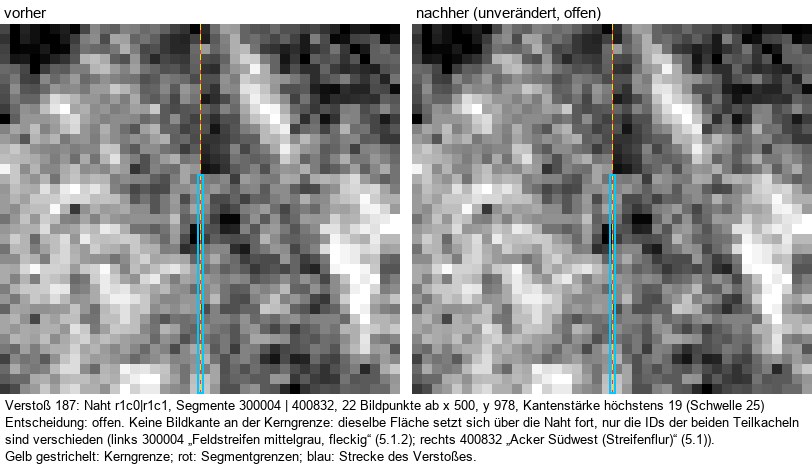 vorher
nachher (unverändert, offen)
Verstoß 187: Naht r1c0|r1c1, Segmente 300004 | 400832, 22 Bildpunkte ab x 500, y 978, Kantenstärke höchstens 19 (Schwelle 25)
Entscheidung: offen. Keine Bildkante an der Kerngrenze: dieselbe Fläche setzt sich über die Naht fort, nur die IDs der beiden Teilkacheln
sind verschieden (links 300004 „Feldstreifen mittelgrau, fleckig“ (5.1.2); rechts 400832 „Acker Südwest (Streifenflur)“ (5.1)).
Gelb gestrichelt: Kerngrenze; rot: Segmentgrenzen; blau: Strecke des Verstoßes.